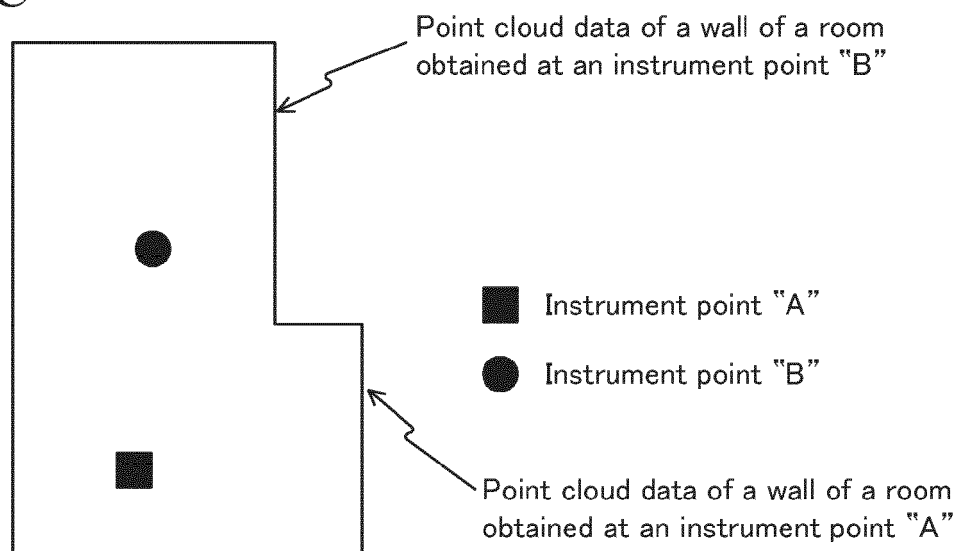 Point cloud data of a wall of a room
obtained at an instrument point "B"
Instrument point "A"
Instrument point "B"
Point cloud data of a wall of a room
obtained at an instrument point "A"